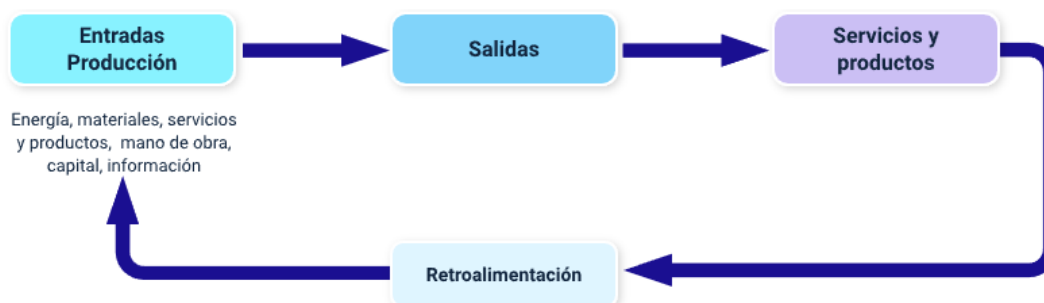 Entradas
Producción
Salidas
Servicios y
productos
Energía, materiales, servicios
y productos, mano de obra,
capital, información
Retroalimentación